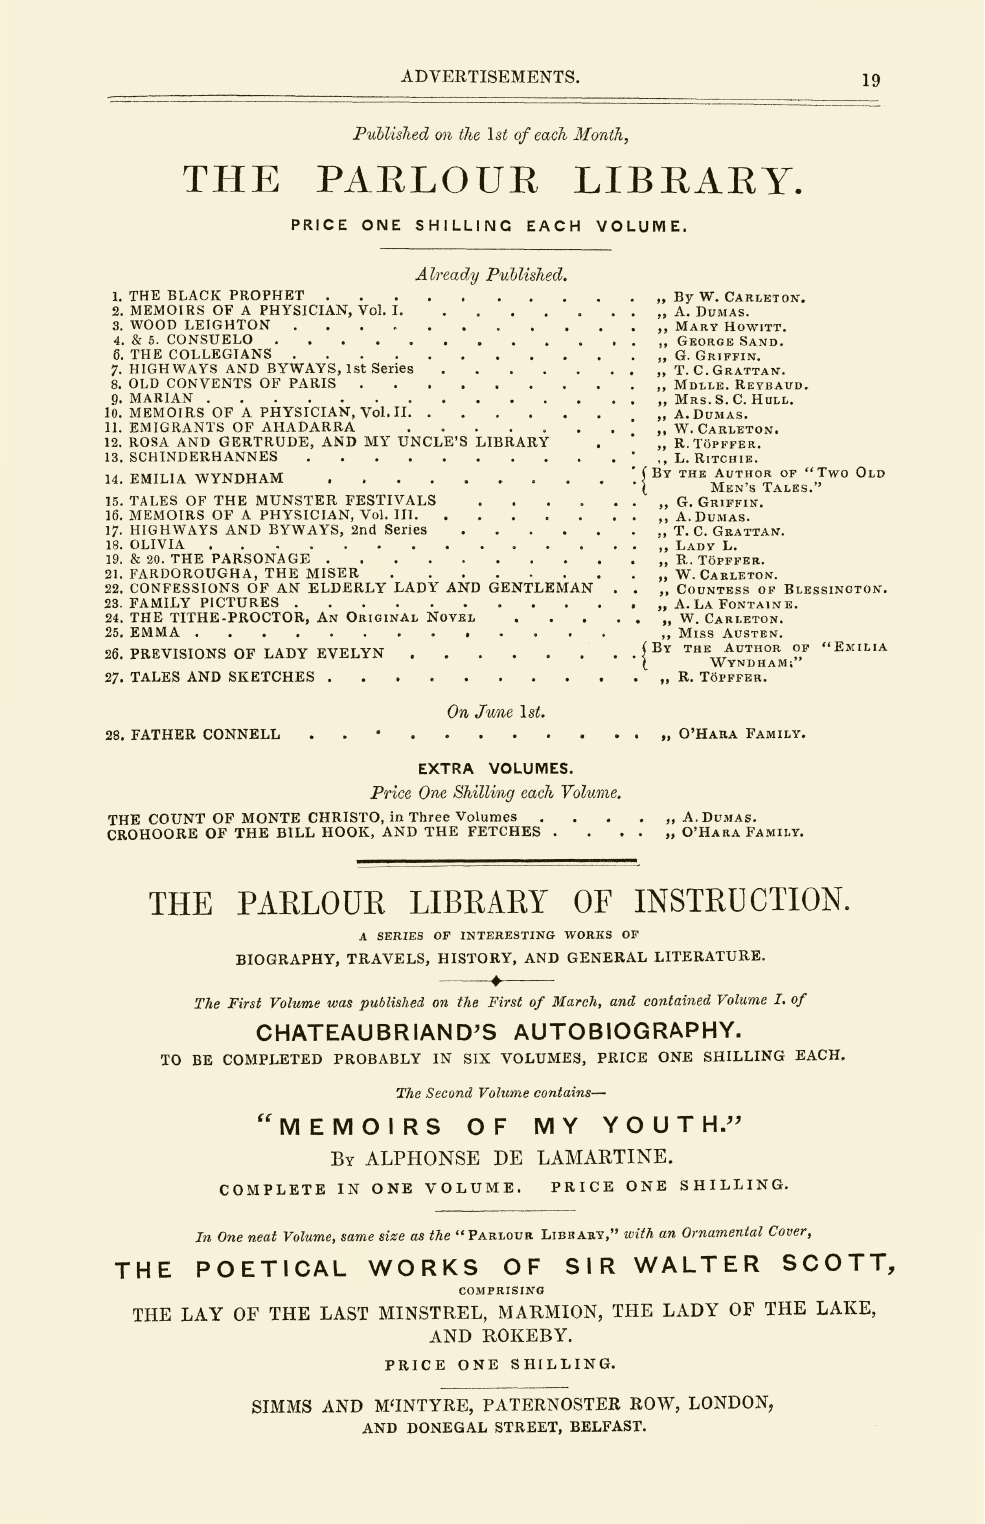 ADVERTISEMENTS. 19
Published on the 1st of each Month,
THE PARLOUR LIBRARY.
PRICE ONE SHILLING EACH VOLUME.
Already Published.
1. THE BLACK PROPHET . . . . . . . . . . „ By W. CARLETON.
2. MEMOIRS OF A PHYSICIAN, Vol. I. . . . . . . . „ A. DUMAS.
3. WOOD LEIGHTON . . . . . . . . . . . „ MARY HOWITT.
4. & 5. CONSUELO . . . . . . . . . . . . „ GEORGE SAND.
6. THE COLLEGIANS . . . . . . . . . . . „ G. GRIFFIN.
7. HIGHWAYS AND BYWAYS, 1st Series . . . . . . . „ T. C. GRATTAN.
8. OLD CONVENTS OF PARIS . . . . . . . . . „ MDLLE. REYBAUD.
9. MARIAN . . . . . . . . . . . . . . „ MRS. S. C. HULL.
10. MEMOIRS OF A PHYSICIAN, Vol. II. . . . . . . . „ A. DUMAS.
11. EMIGRANTS OF AHADARRA . . . . . . . . „ W. CARLETON.
12. ROSA AND GERTRUDE, AND MY UNCLE'S LIBRARY . . „ R. TÖPFFER.
13. SCHINDERHANNES . . . . . . . . . . . „ L. RITCHIE.
14. EMILIA WYNDHAM . . . . . . . . . . { BY THE AUTHOR OF "TWO OLD
MEN'S TALES."
15. TALES OF THE MUNSTER FESTIVALS . . . . . . „ G. GRIFFIN.
16. MEMOIRS OF A PHYSICIAN, Vol. III. . . . . . . . „ A. DUMAS.
17. HIGHWAYS AND BYWAYS, 2nd Series . . . . . . „ T. C. GRATTAN.
18. OLIVIA . . . . . . . . . . . . . . „ LADY L.
19. & 20. THE PARSONAGE . . . . . . . . . . „ R. TÖPFFER.
21. FARDOROUGHA, THE MISER . . . . . . . . „ W. CARLETON.
22. CONFESSIONS OF AN ELDERLY LADY AND GENTLEMAN . . „ COUNTESS OF BLESSINGTON.
23. FAMILY PICTURES . . . . . . . . . . . „ A. LA FONTAINE.
24. THE TITHE-PROCTOR, AN ORIGINAL NOVEL . . . . . „ W. CARLETON.
25. EMMA . . . . . . . . . . . . . . „ MISS AUSTEN.
26. PREVISIONS OF LADY EVELYN . . . . . . . . { BY THE AUTHOR OF "EMILIA
WYNDHAM;"
27. TALES AND SKETCHES . . . . . . . . . . „ R. TÖPFFER.
On June 1st.
28. FATHER CONNELL . . . . . . . . . . . „ O'HARA FAMILY.
EXTRA VOLUMES.
Price One Shilling each Volume.
THE COUNT OF MONTE CHRISTO, in Three Volumes . . . . „ A. DUMAS.
CROHOORE OF THE BILL HOOK, AND THE FETCHES . . . . „ O'HARA FAMILY.
THE PARLOUR LIBRARY OF INSTRUCTION.
A SERIES OF INTERESTING WORKS OF
BIOGRAPHY, TRAVELS, HISTORY, AND GENERAL LITERATURE.
The First Volume was published on the First of March, and contained Volume I. of
CHATEAUBRIAND'S AUTOBIOGRAPHY.
TO BE COMPLETED PROBABLY IN SIX VOLUMES, PRICE ONE SHILLING EACH.
The Second Volume contains—
"MEMOIRS OF MY YOUTH."
BY ALPHONSE DE LAMARTINE.
COMPLETE IN ONE VOLUME. PRICE ONE SHILLING.
In One neat Volume, same size as the "PARLOUR LIBRARY," with an Ornamental Cover,
THE POETICAL WORKS OF SIR WALTER SCOTT,
COMPRISING
THE LAY OF THE LAST MINSTREL, MARMION, THE LADY OF THE LAKE,
AND ROKEBY.
PRICE ONE SHILLING.
SIMMS AND M'INTYRE, PATERNOSTER ROW, LONDON,
AND DONEGAL STREET, BELFAST.